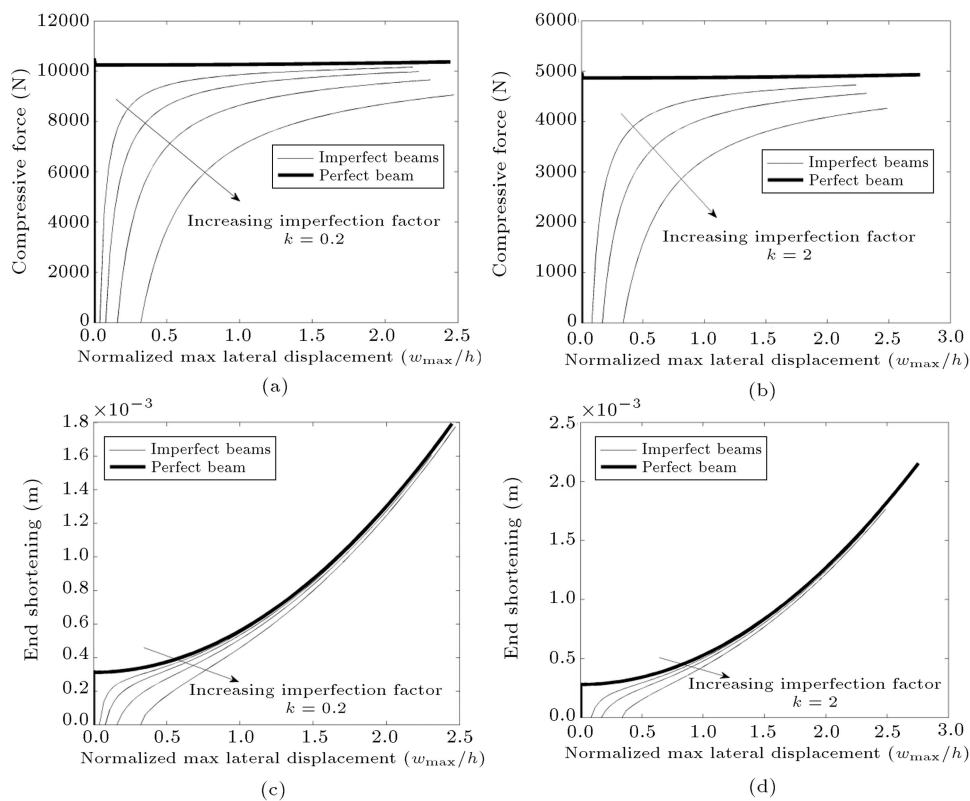 12000
10000
8000
6000
4000
2000
0
Compressive force (N)
Imperfect beams
Perfect beam
Increasing imperfection factor
k = 0.2
0.0 0.5 1.0 1.5 2.0 2.5
Normalized max lateral displacement (w_max/h)
(a)
6000
5000
4000
3000
2000
1000
0
Compressive force (N)
Imperfect beams
Perfect beam
Increasing imperfection factor
k = 2
0.0 0.5 1.0 1.5 2.0 2.5 3.0
Normalized max lateral displacement (w_max/h)
(b)
×10⁻³
1.8
1.6
1.4
1.2
1.0
0.8
0.6
0.4
0.2
0.0
End shortening (m)
Imperfect beams
Perfect beam
Increasing imperfection factor
k = 0.2
0.0 0.5 1.0 1.5 2.0 2.5
Normalized max lateral displacement (w_max/h)
(c)
×10⁻³
2.5
2.0
1.5
1.0
0.5
0.0
End shortening (m)
Imperfect beams
Perfect beam
Increasing imperfection factor
k = 2
0.0 0.5 1.0 1.5 2.0 2.5 3.0
Normalized max lateral displacement (w_max/h)
(d)